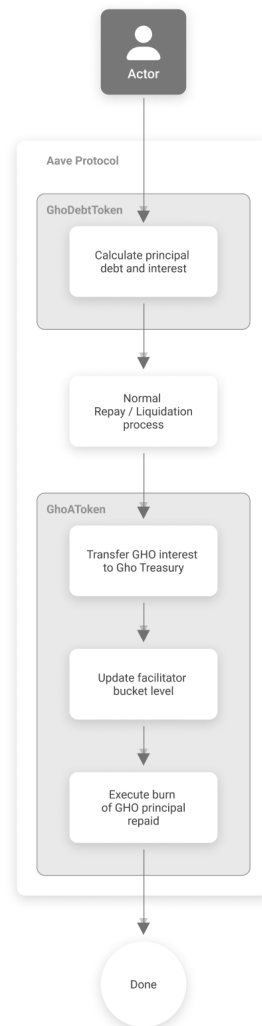 Actor
Aave Protocol
GhoDebtToken
Calculate principal
debt and interest
Normal
Repay / Liquidation
process
GhoAToken
Transfer GHO interest
to Gho Treasury
Update facilitator
bucket level
Execute burn
of GHO principal
repaid
Done